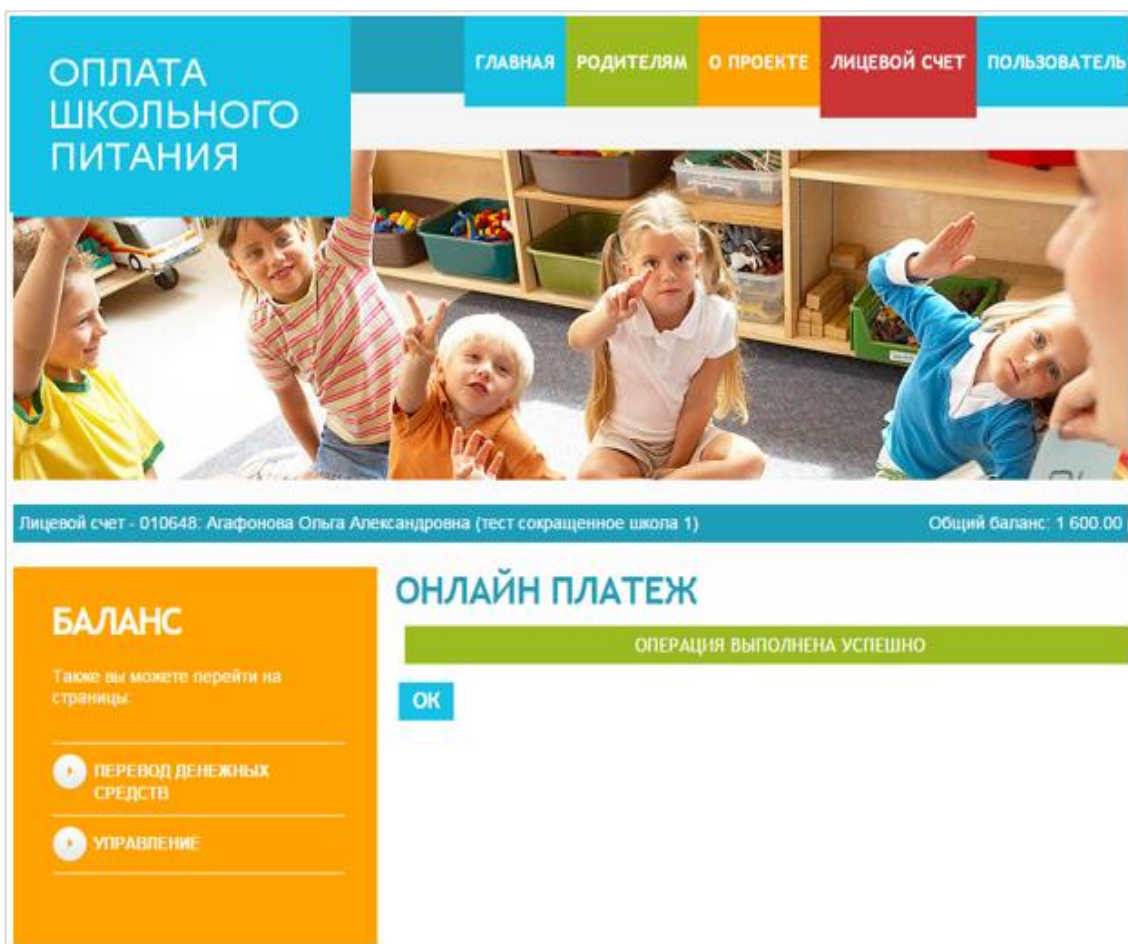 ОПЛАТА
ШКОЛЬНОГО
ПИТАНИЯ
ГЛАВНАЯ РОДИТЕЛЯМ О ПРОЕКТЕ ЛИЦЕВОЙ СЧЕТ ПОЛЬЗОВАТЕЛЬ
Лицевой счет - 010648: Агафонова Ольга Александровна (тест сокращенное школа 1) Общий баланс: 1 600.00
БАЛАНС
Также вы можете перейти на
страницы:
ПЕРЕВОД ДЕНЕЖНЫХ
СРЕДСТВ
УПРАВЛЕНИЕ
ОНЛАЙН ПЛАТЕЖ
ОПЕРАЦИЯ ВЫПОЛНЕНА УСПЕШНО
ОК